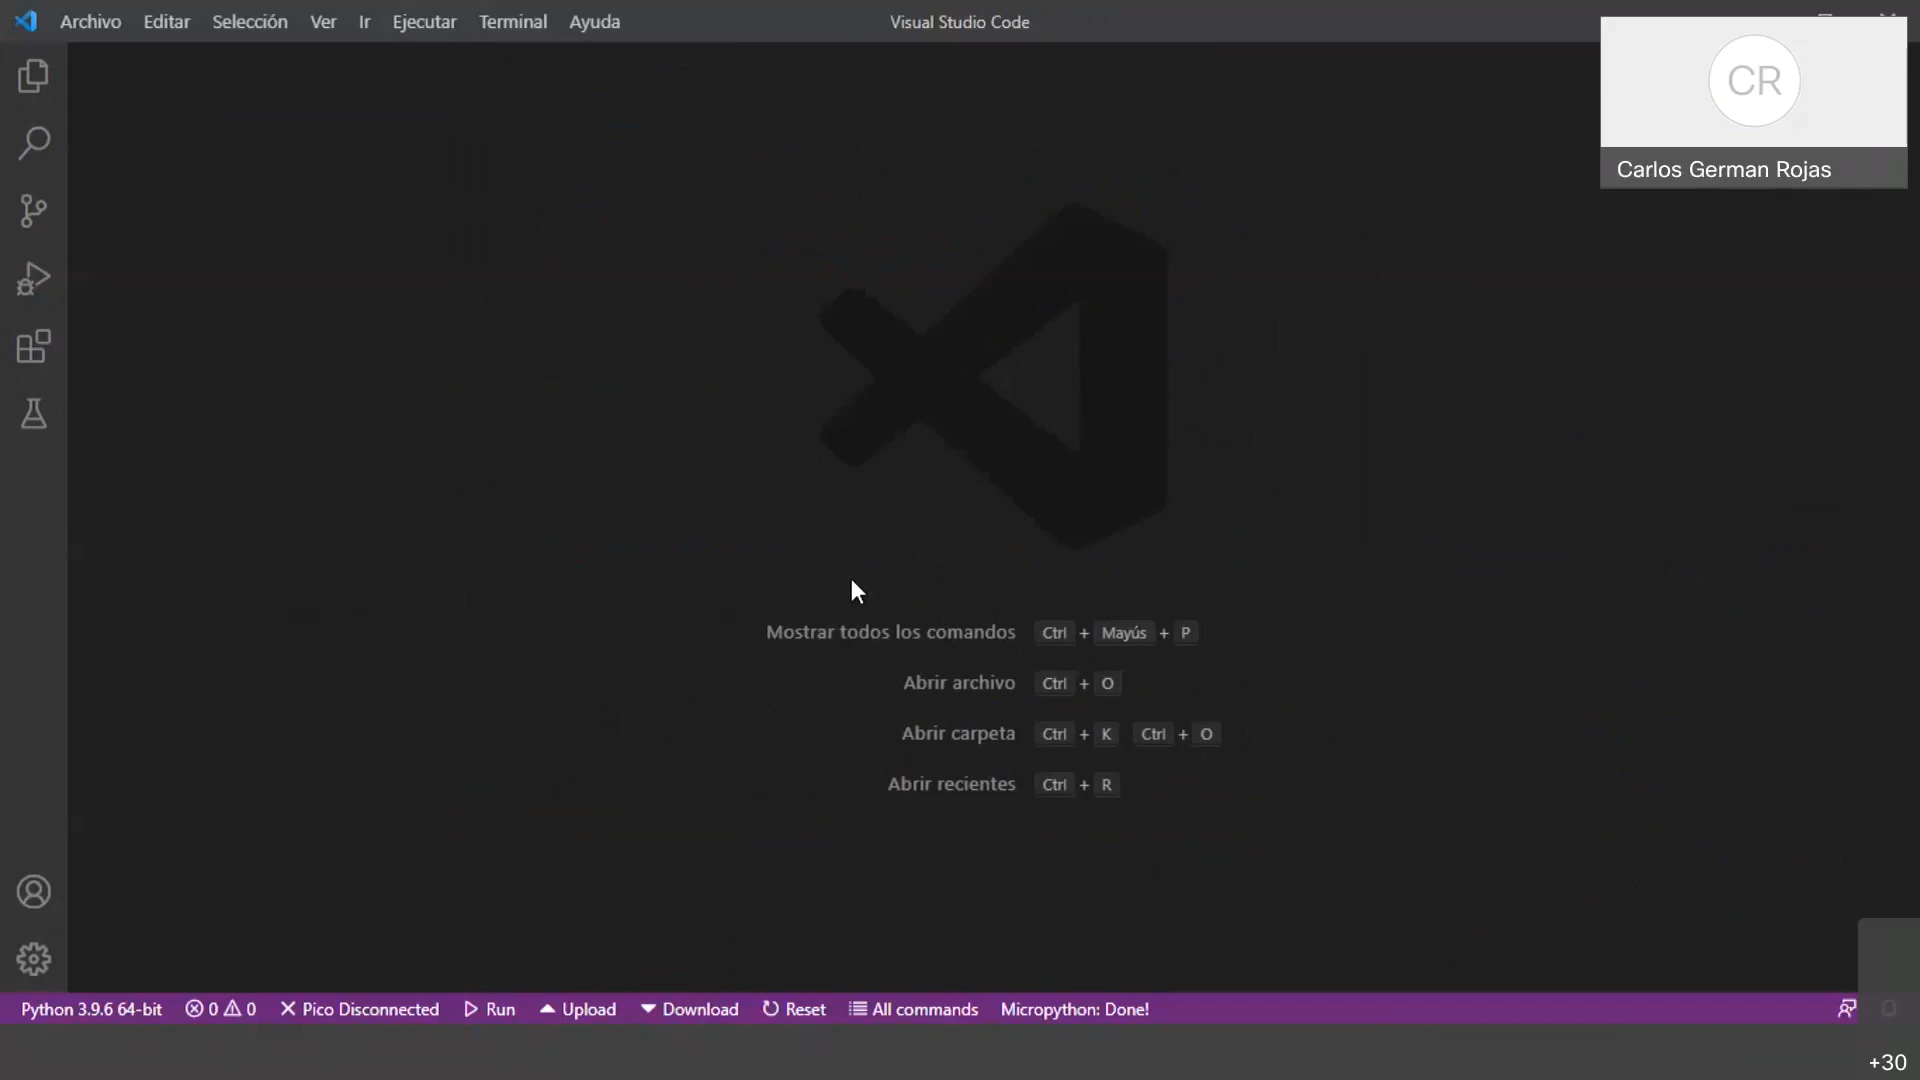 Archivo Editar Selección Ver Ir Ejecutar Terminal Ayuda
Visual Studio Code
CR
Carlos German Rojas
Mostrar todos los comandos Ctrl + Mayús + P
Abrir archivo Ctrl + O
Abrir carpeta Ctrl + K Ctrl + O
Abrir recientes Ctrl + R
Python 3.9.6 64-bit 0 0 Pico Disconnected Run Upload Download Reset All commands Micropython: Done!
+30